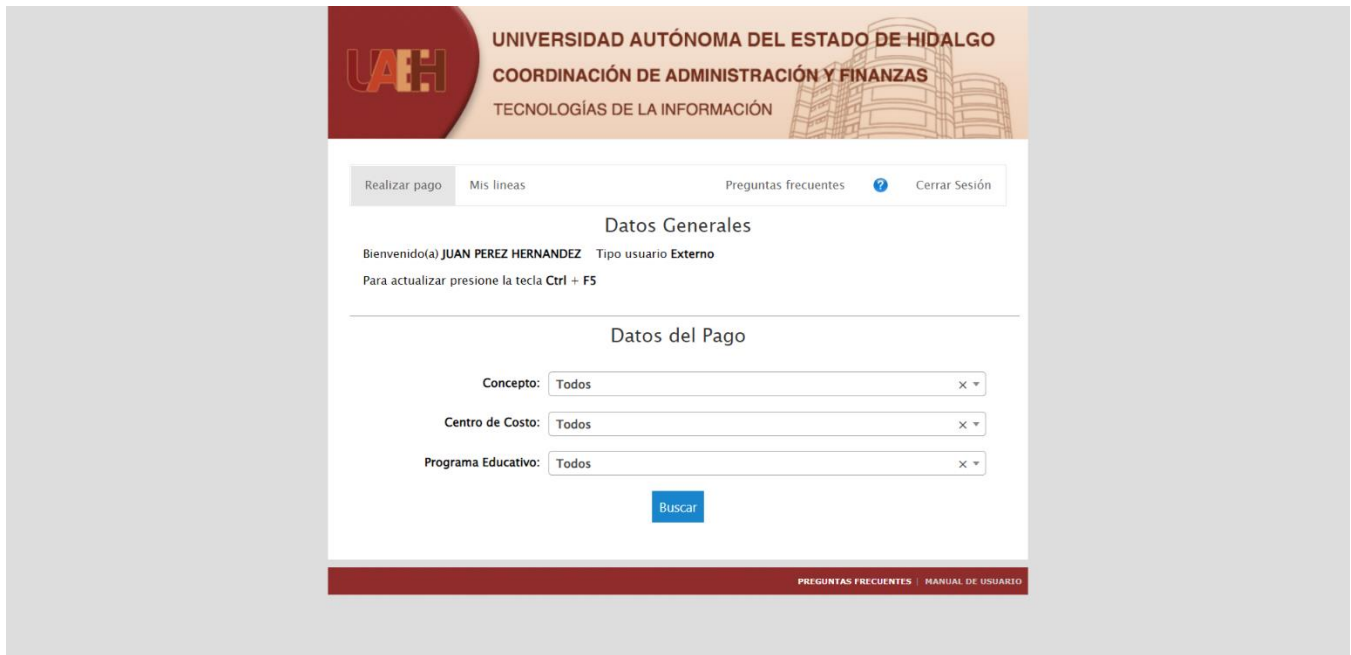 UAEH
UNIVERSIDAD AUTÓNOMA DEL ESTADO DE HIDALGO
COORDINACIÓN DE ADMINISTRACIÓN Y FINANZAS
TECNOLOGÍAS DE LA INFORMACIÓN
Realizar pago Mis lineas Preguntas frecuentes ? Cerrar Sesión
Datos Generales
Bienvenido(a) JUAN PEREZ HERNANDEZ Tipo usuario Externo
Para actualizar presione la tecla Ctrl + F5
Datos del Pago
Concepto: Todos ×
Centro de Costo: Todos ×
Programa Educativo: Todos ×
Buscar
PREGUNTAS FRECUENTES | MANUAL DE USUARIO